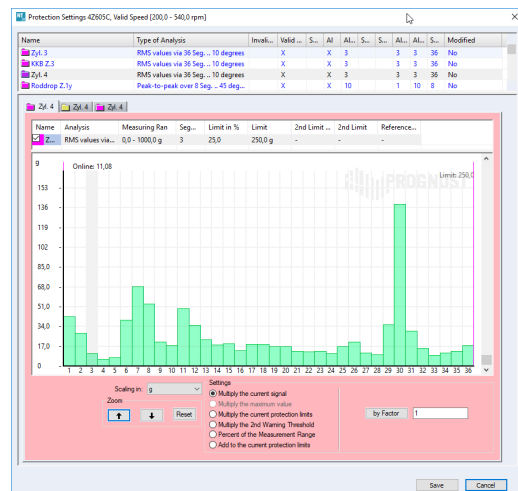 Protection Settings 4Z605C, Valid Speed [200,0 - 540,0 rpm]
Name Type of Analysis Invali... Valid ... S... AI AI... S... S... AI... AI... S... Modified
Zyl. 3 RMS values via 36 Seg. .. 10 degrees X X 3 3 3 36 No
KKB Z.3 RMS values via 36 Seg. .. 10 degrees X X 3 3 3 36 No
Zyl. 4 RMS values via 36 Seg. .. 10 degrees X X 3 3 3 36 No
Roddrop Z.1y Peak-to-peak over 8 Seg. .. 45 deg... X X 10 1 10 8 No
Zyl. 4 Zyl. 4 Zyl. 4
Name Analysis Measuring Ran Seg... Limit in % Limit 2nd Limit ... 2nd Limit Reference...
Z... RMS values via... 0,0 - 1000,0 g 3 25,0 250,0 g - - -
g Online: 11,08
PROGNOST
Limit: 250,0
153
136
119
102
85,0
68,0
51,0
34,0
17,0
0
1 2 3 4 5 6 7 8 9 10 11 12 13 14 15 16 17 18 19 20 21 22 23 24 25 26 27 28 29 30 31 32 33 34 35 36
Scaling in: g
Zoom
Reset
Settings
Multiply the current signal
Multiply the maximum value
Multiply the current protection limits
Multiply the 2nd Warning Threshold
Percent of the Measurement Range
Add to the current protection limits
by Factor 1
Save Cancel